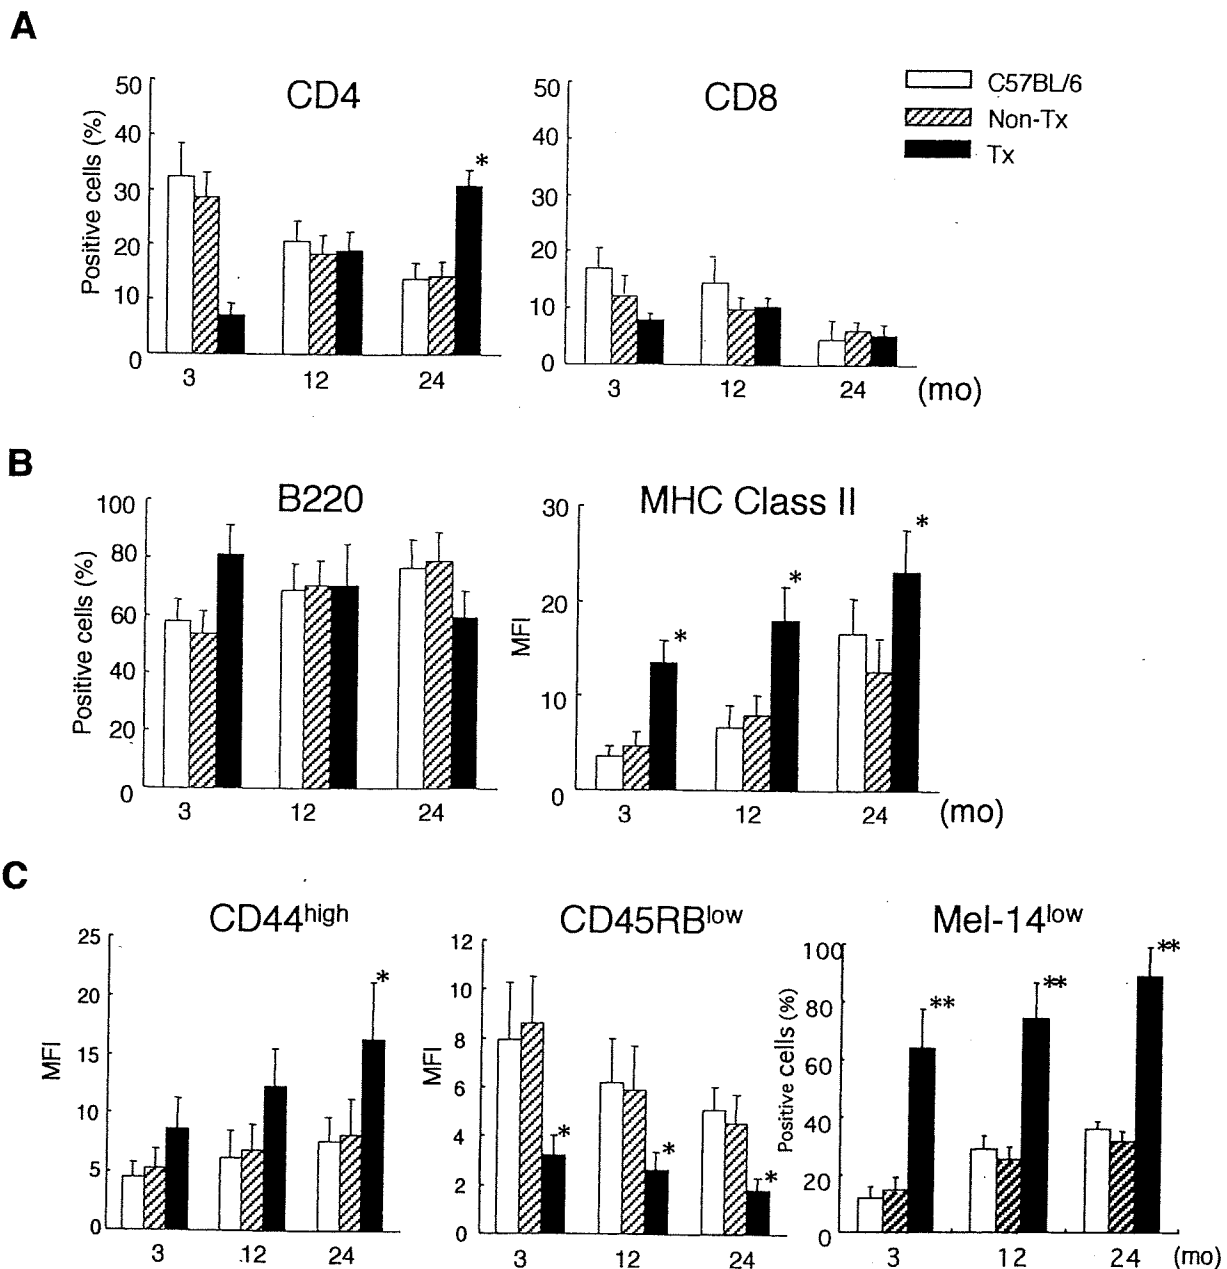 A
CD4
CD8
C57BL/6
Non-Tx
Tx
Positive cells (%)
50
40
30
20
10
0
*
3 12 24
50
40
30
20
10
0
3 12 24 (mo)
B
B220
MHC Class II
Positive cells (%)
100
80
60
40
20
0
3 12 24
MFI
30
20
10
0
* * *
3 12 24 (mo)
C
CD44high
CD45RBlow
Mel-14low
MFI
25
20
15
10
5
0
*
3 12 24
MFI
12
10
8
6
4
2
0
* * *
3 12 24
Positive cells (%)
100
80
60
40
20
0
** ** **
3 12 24 (mo)